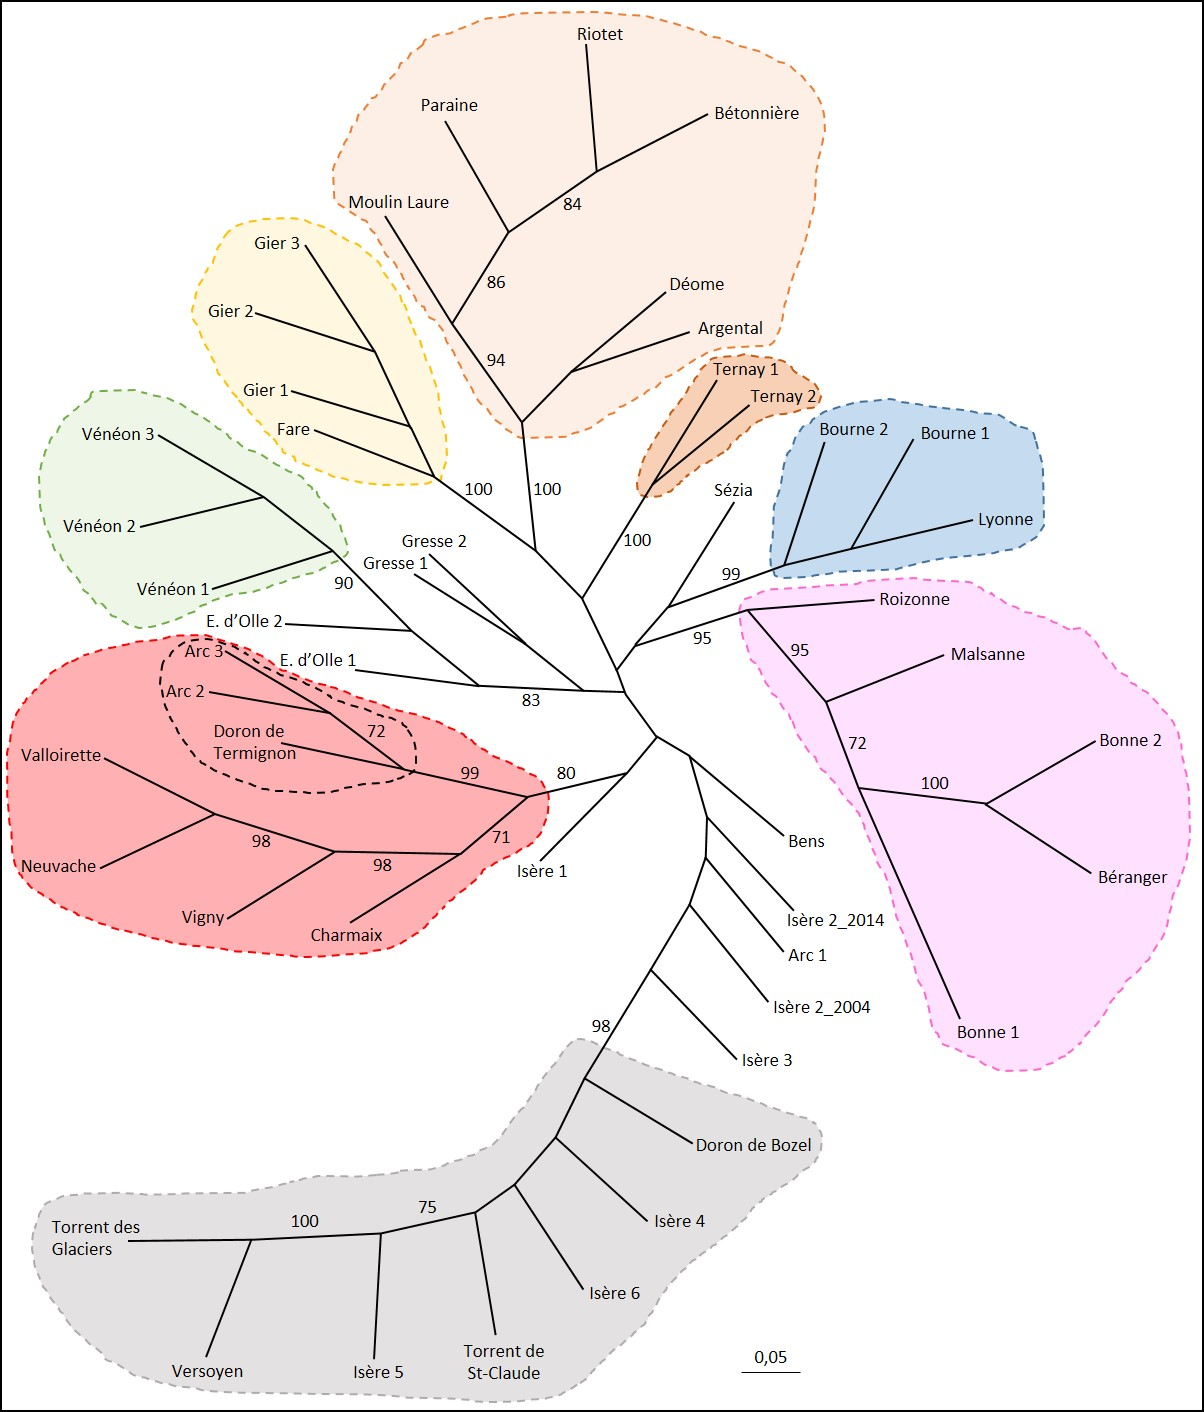 Riotet
Paraine
Bétonnière
Moulin Laure
84
Gier 3
86
Déome
Gier 2
Argental
94
Ternay 1
Gier 1
Ternay 2
Fare
Bourne 2
Bourne 1
Vénéon 3
100
100
Sézia
Lyonne
Vénéon 2
Gresse 2
100
Gresse 1
99
Vénéon 1
90
Roizonne
E. d’Olle 2
95
Arc 3
E. d’Olle 1
95
Malsanne
Arc 2
83
Doron de
Termignon
72
Bonne 2
Valloirette
72
99
80
100
98
71
Bens
Neuvache
98
Isère 1
Béranger
Vigny
Isère 2_2014
Charmaix
Arc 1
Isère 2_2004
98
Bonne 1
Isère 3
Doron de Bozel
75
Torrent des
Glaciers
100
Isère 4
Isère 6
Versoyen
Isère 5
Torrent de
St-Claude
0,05